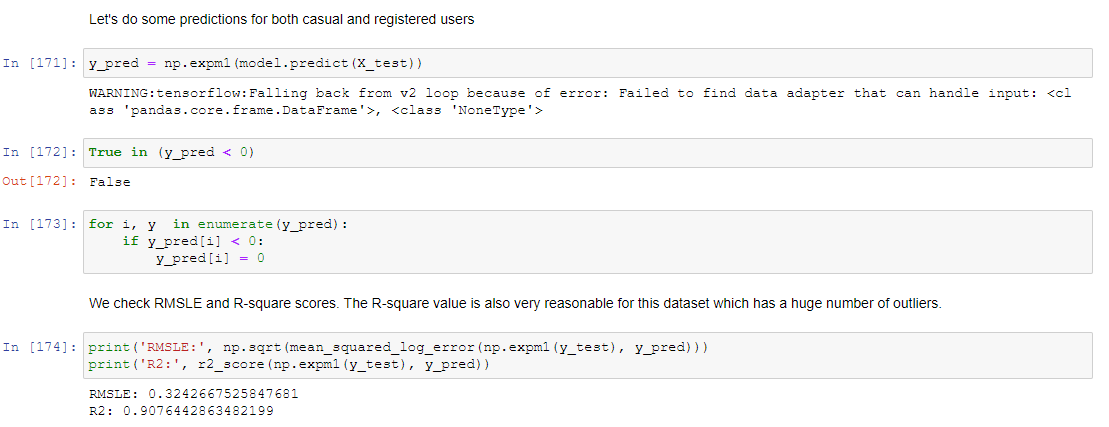 Let's do some predictions for both casual and registered users
In [171]: y_pred = np.expm1(model.predict(X_test))
WARNING:tensorflow:Falling back from v2 loop because of error: Failed to find data adapter that can handle input: <cl
ass 'pandas.core.frame.DataFrame'>, <class 'NoneType'>
In [172]: True in (y_pred < 0)
Out[172]: False
In [173]: for i, y  in enumerate(y_pred):
    if y_pred[i] < 0:
        y_pred[i] = 0
We check RMSLE and R-square scores. The R-square value is also very reasonable for this dataset which has a huge number of outliers.
In [174]: print('RMSLE:', np.sqrt(mean_squared_log_error(np.expm1(y_test), y_pred)))
print('R2:', r2_score(np.expm1(y_test), y_pred))
RMSLE: 0.3242667525847681
R2: 0.9076442863482199